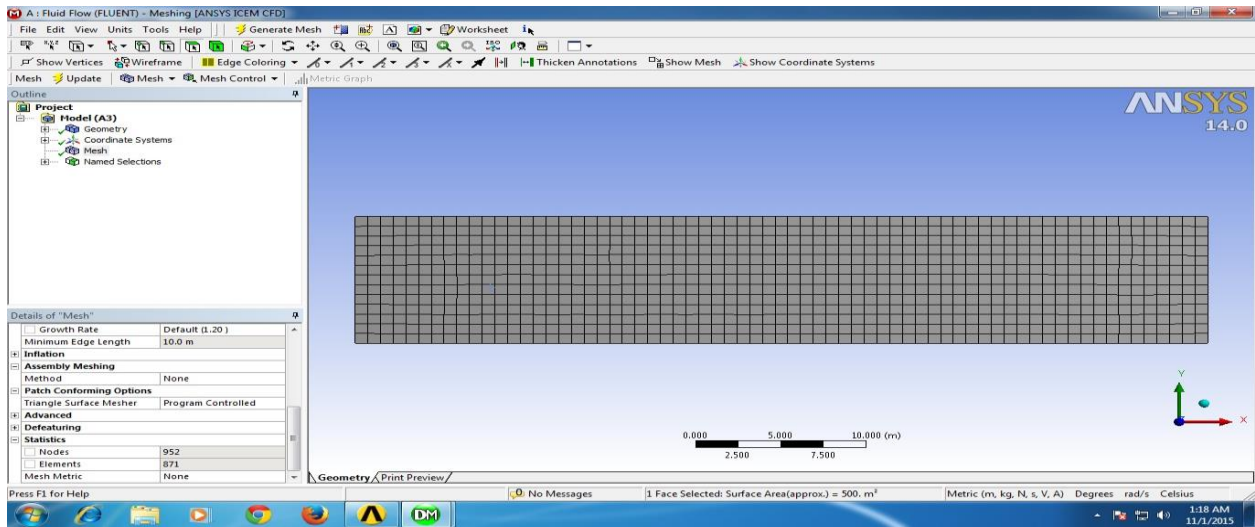 A : Fluid Flow (FLUENT) - Meshing [ANSYS ICEM CFD]
File Edit View Units Tools Help Generate Mesh Worksheet
Show Vertices Wireframe Edge Coloring Thicken Annotations Show Mesh Show Coordinate Systems
Mesh Update Mesh Mesh Control Metric Graph
Outline
Project
Model (A3)
Geometry
Coordinate Systems
Mesh
Named Selections
ANSYS
14.0
Details of "Mesh"
Growth Rate Default (1.20 )
Minimum Edge Length 10.0 m
Inflation
Assembly Meshing
Method None
Patch Conforming Options
Triangle Surface Mesher Program Controlled
Advanced
Defeaturing
Statistics
Nodes 952
Elements 871
Mesh Metric None
Y
X
0.000 5.000 10.000 (m)
2.500 7.500
Geometry Print Preview
Press F1 for Help No Messages 1 Face Selected: Surface Area(approx.) = 500. m² Metric (m, kg, N, s, V, A) Degrees rad/s Celsius
DM
1:18 AM
11/1/2015